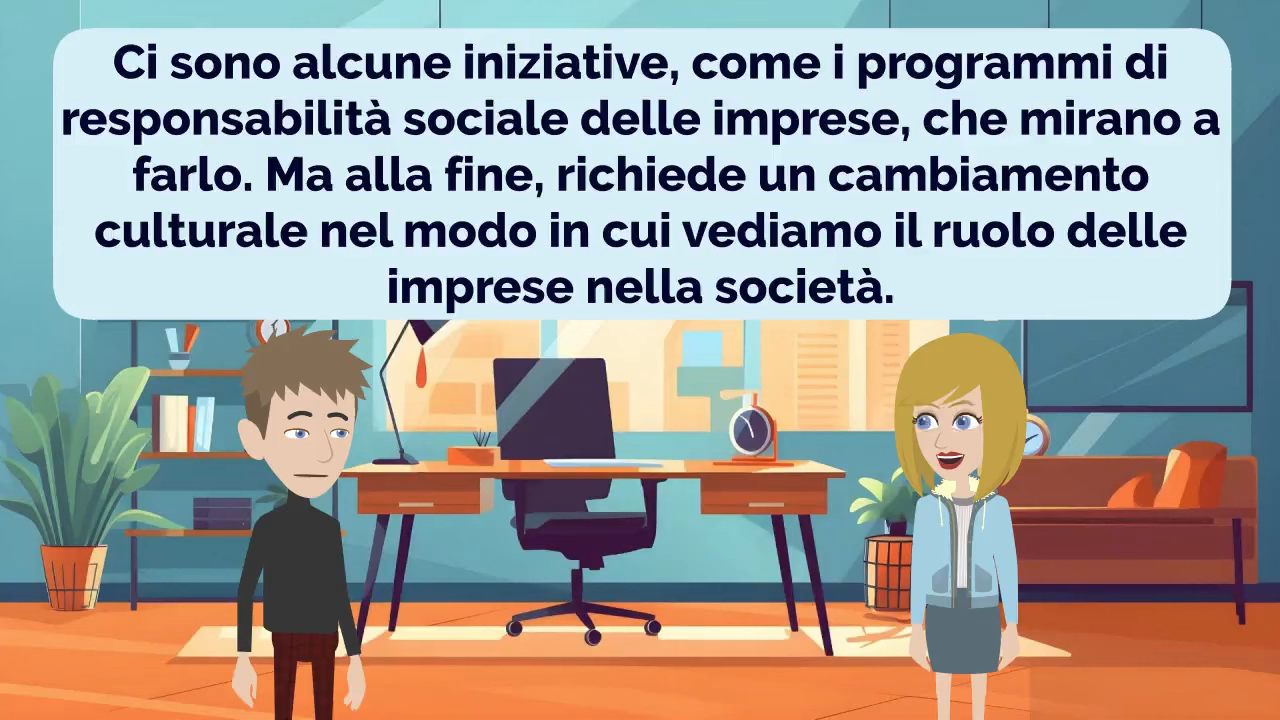 Ci sono alcune iniziative, come i programmi di
responsabilità sociale delle imprese, che mirano a
farlo. Ma alla fine, richiede un cambiamento
culturale nel modo in cui vediamo il ruolo delle
imprese nella società.